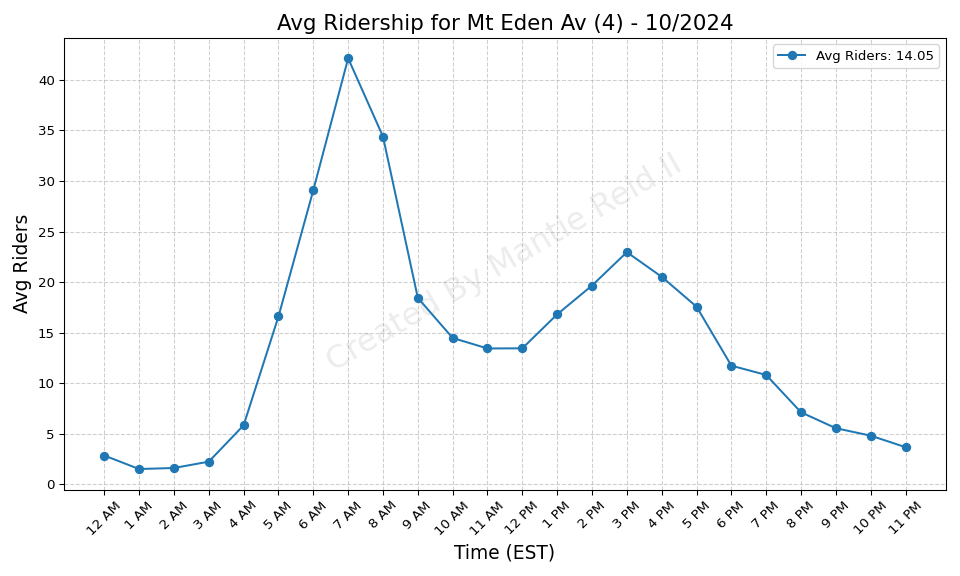 Avg Ridership for Mt Eden Av (4) - 10/2024
Avg Riders: 14.05
Avg Riders
40
35
30
25
20
15
10
5
0
Created By Mantie Reid II
12 AM
1 AM
2 AM
3 AM
4 AM
5 AM
6 AM
7 AM
8 AM
9 AM
10 AM
11 AM
12 PM
1 PM
2 PM
3 PM
4 PM
5 PM
6 PM
7 PM
8 PM
9 PM
10 PM
11 PM
Time (EST)